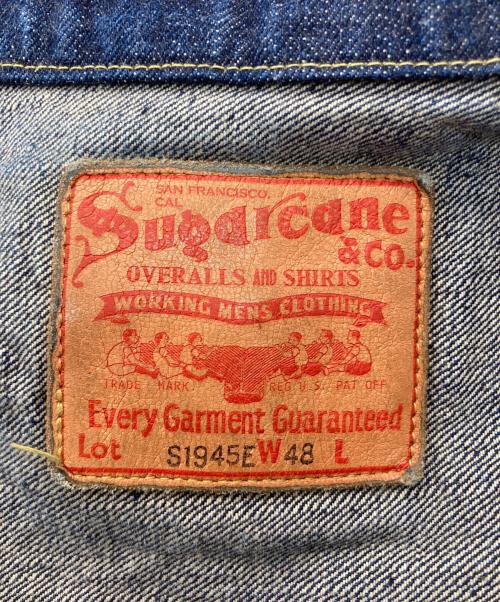 SAN FRANCISCO,
CAL
Sugarcane
& Co.
OVERALLS AND SHIRTS
WORKING MENS CLOTHING
TRADE MARK. REG U.S. PAT OFF
Every Garment Guaranteed
Lot S1945E W 48 L